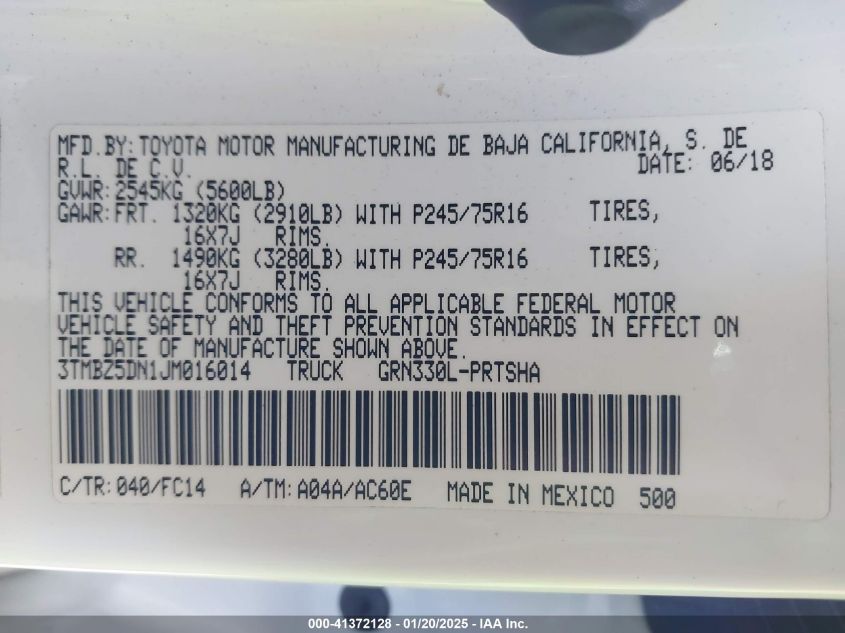 MFD.BY:TOYOTA MOTOR MANUFACTURING DE BAJA CALIFORNIA, S. DE
R.L. DE C.V. DATE: 06/18
GVWR:2545KG (5600LB)
GAWR:FRT. 1320KG (2910LB) WITH P245/75R16 TIRES,
16X7J RIMS.
RR. 1490KG (3280LB) WITH P245/75R16 TIRES,
16X7J RIMS.
THIS VEHICLE CONFORMS TO ALL APPLICABLE FEDERAL MOTOR
VEHICLE SAFETY AND THEFT PREVENTION STANDARDS IN EFFECT ON
THE DATE OF MANUFACTURE SHOWN ABOVE.
3TMBZ5DN1JM016014 TRUCK GRN330L-PRTSHA
C/TR:040/FC14 A/TM:A04A/AC60E MADE IN MEXICO 500
000-41372128 - 01/20/2025 - IAA Inc.